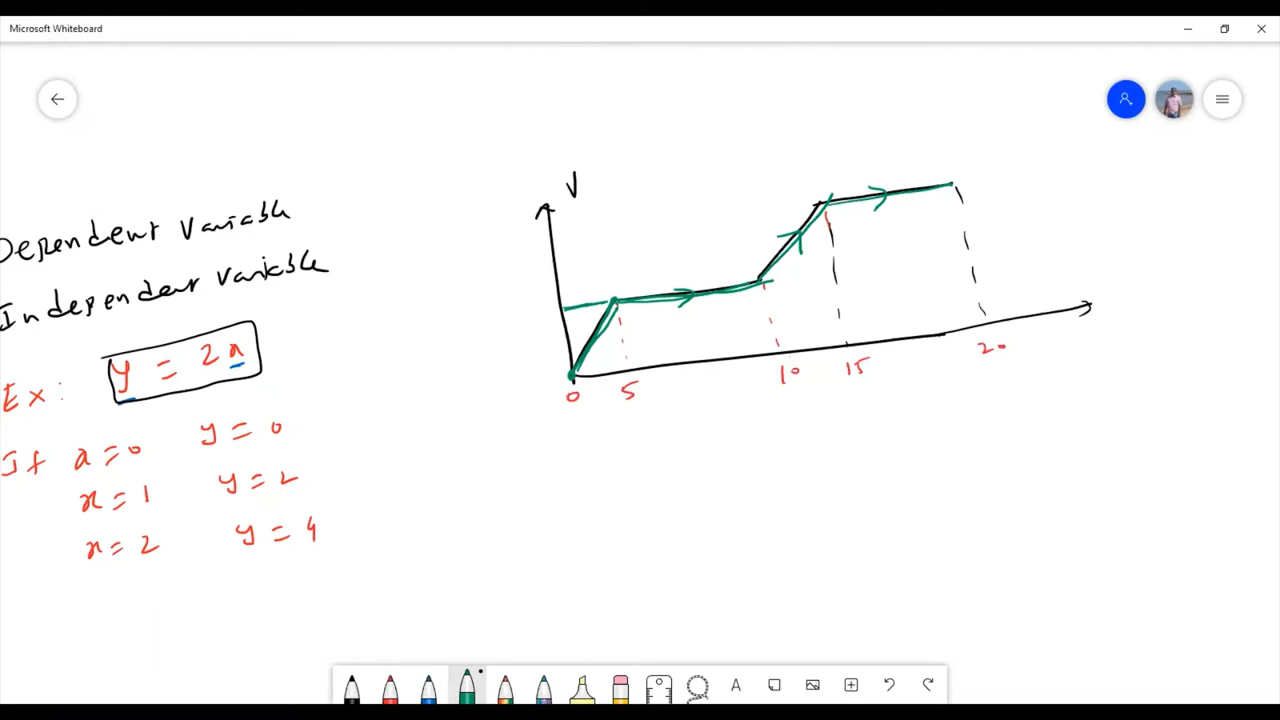 Microsoft Whiteboard
Dependent Variable
Independent Variable
y = 2x
Ex:
If x = 0 y = 0
x = 1 y = 2
x = 2 y = 4
V
0 5 10 15 20
A